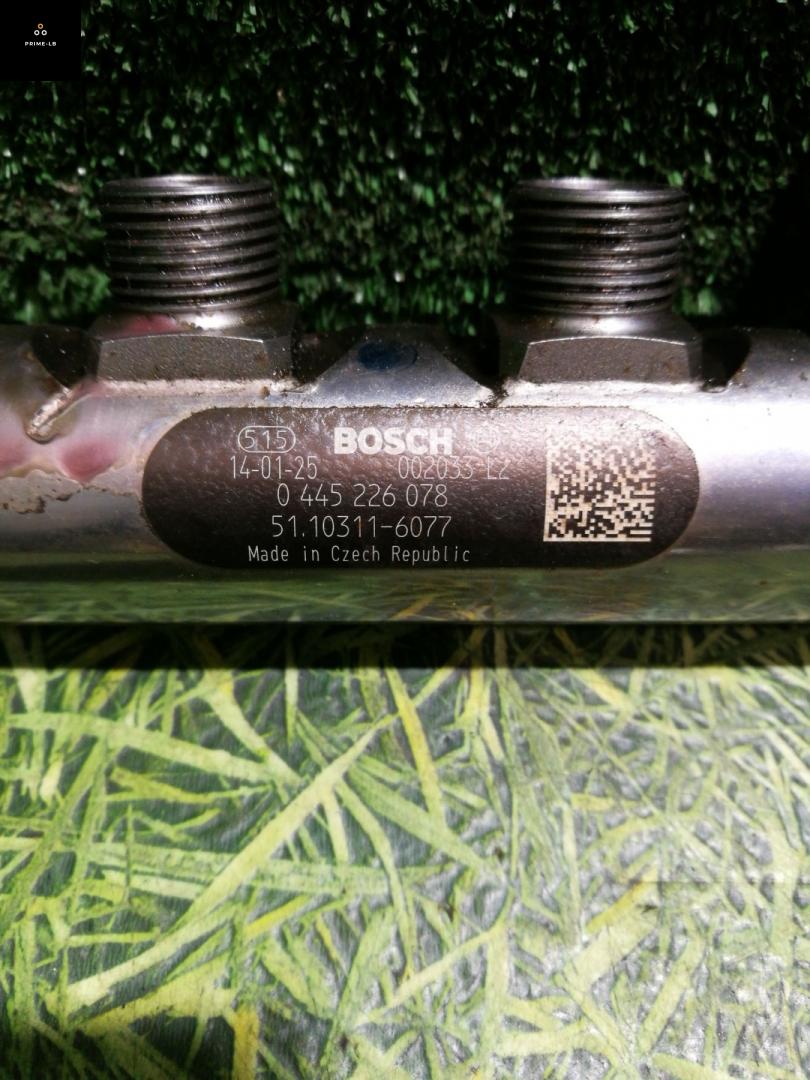 PRIME-LB
515 BOSCH
14-01-25 002033 L2
0 445 226 078
51.10311-6077
Made in Czech Republic